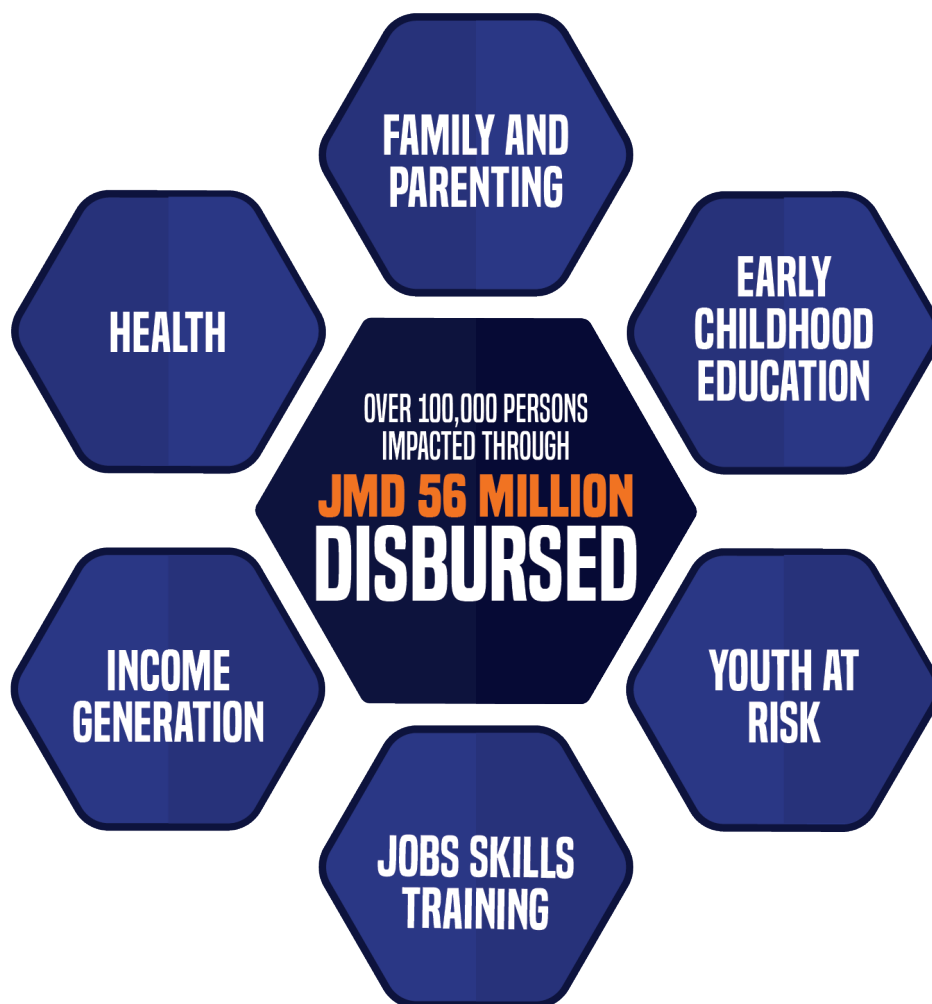 FAMILY AND
PARENTING
HEALTH
EARLY
CHILDHOOD
EDUCATION
OVER 100,000 PERSONS
IMPACTED THROUGH
JMD 56 MILLION
DISBURSED
INCOME
GENERATION
YOUTH AT
RISK
JOBS SKILLS
TRAINING